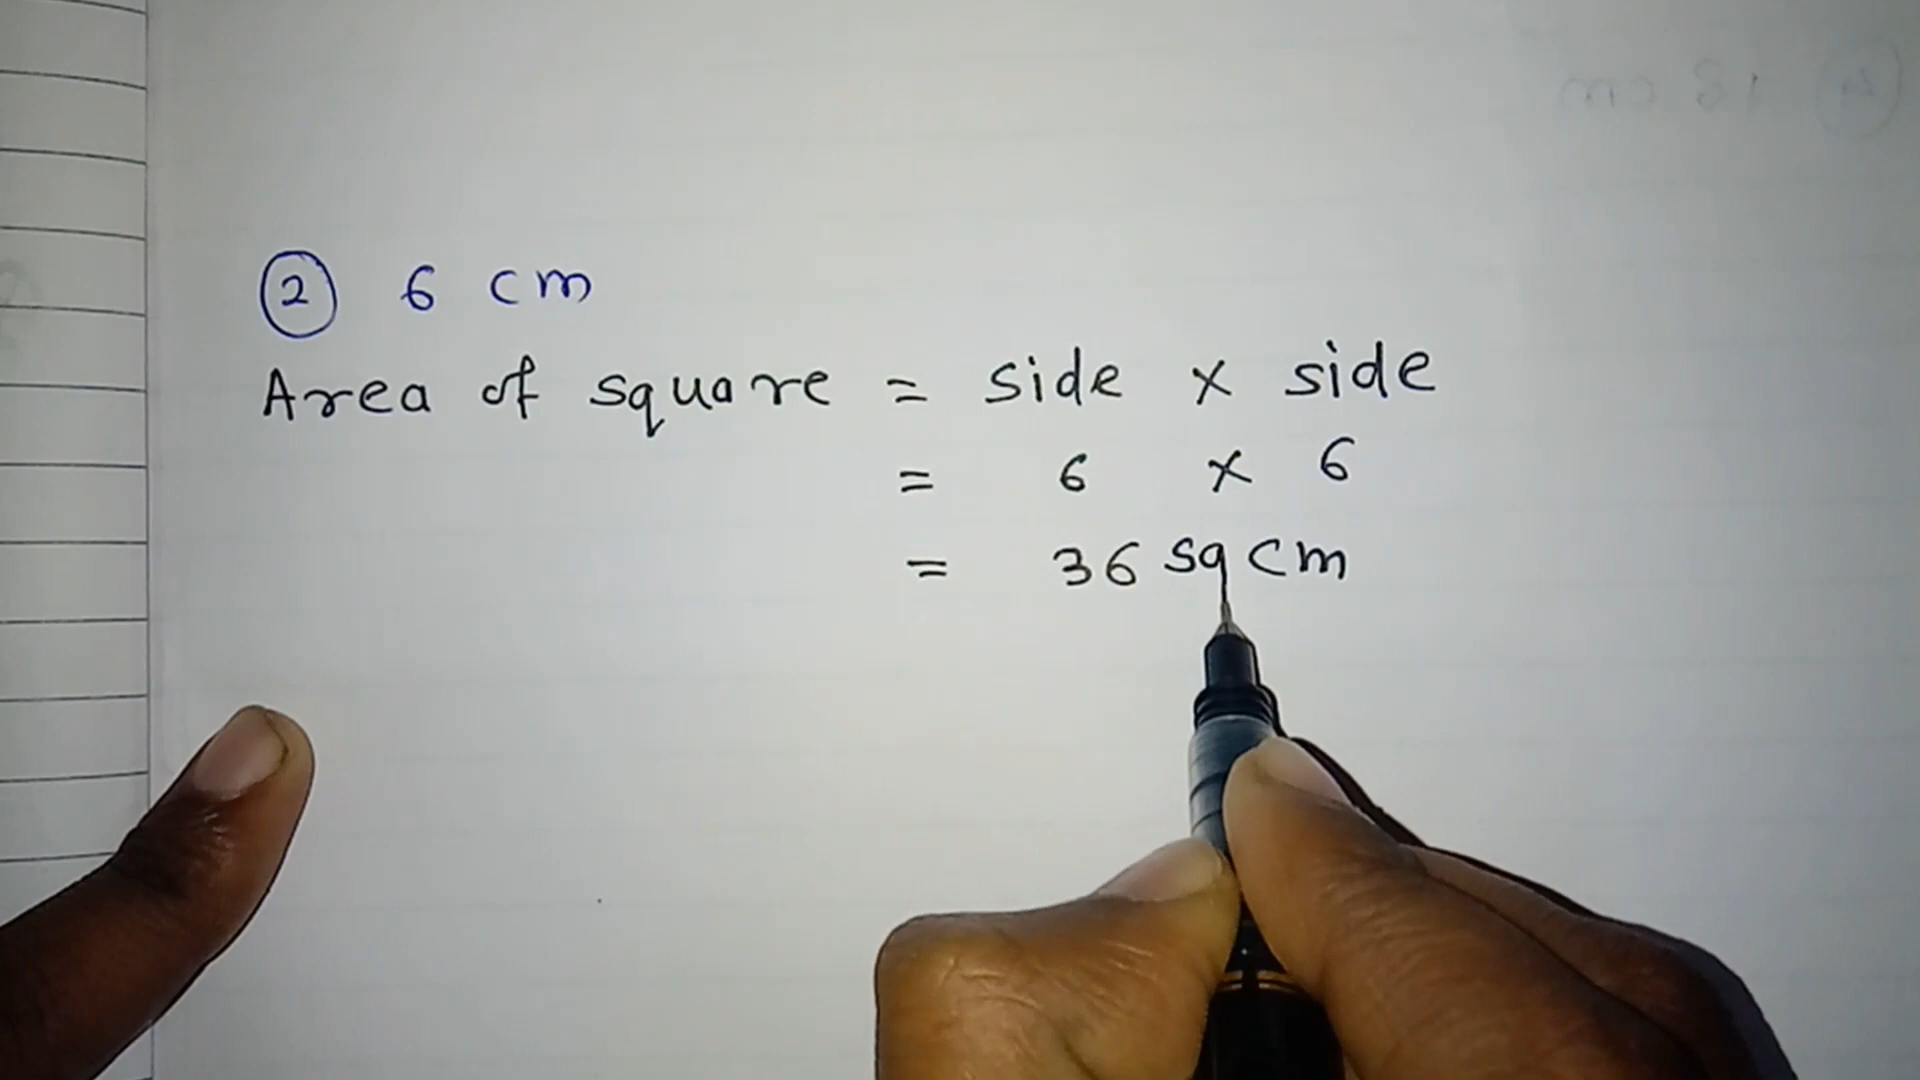 ② 6 cm
Area of square = side × side
= 6 × 6
= 36 sq cm